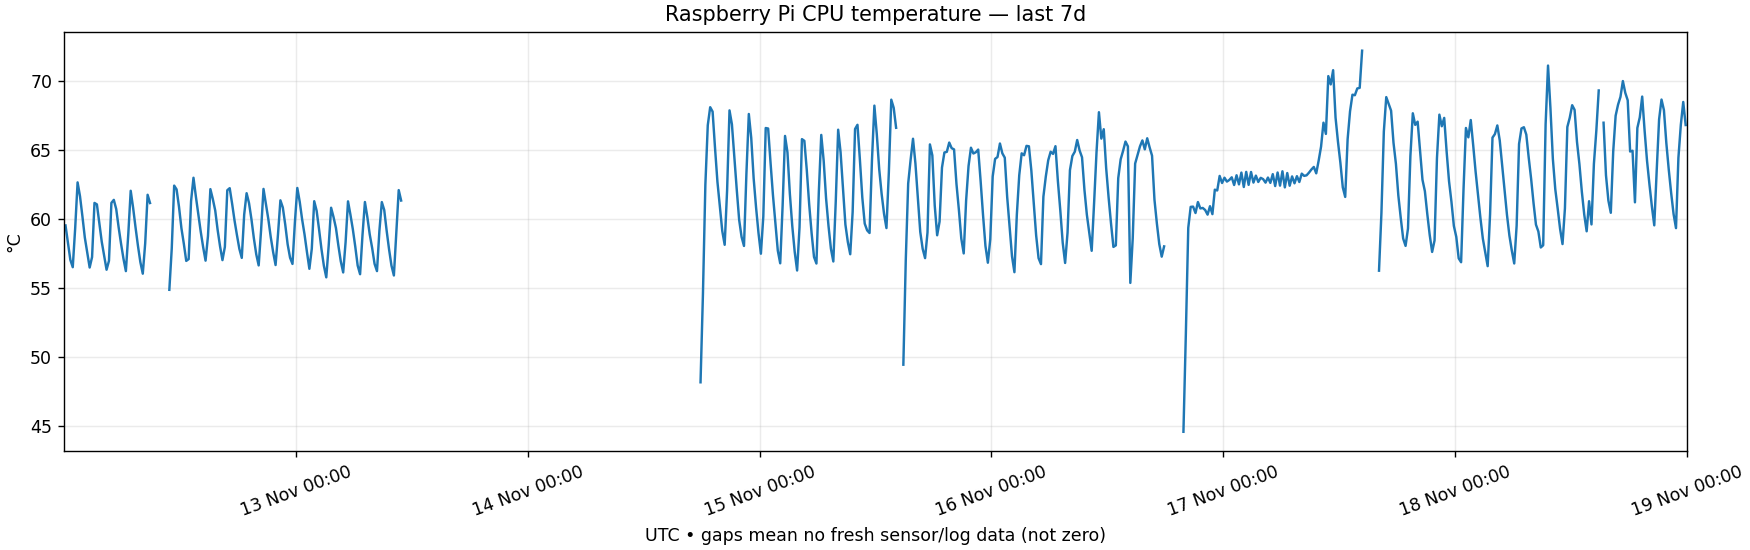 Raspberry Pi CPU temperature — last 7d
°C
70
65
60
55
50
45
13 Nov 00:00
14 Nov 00:00
15 Nov 00:00
16 Nov 00:00
17 Nov 00:00
18 Nov 00:00
19 Nov 00:00
UTC • gaps mean no fresh sensor/log data (not zero)